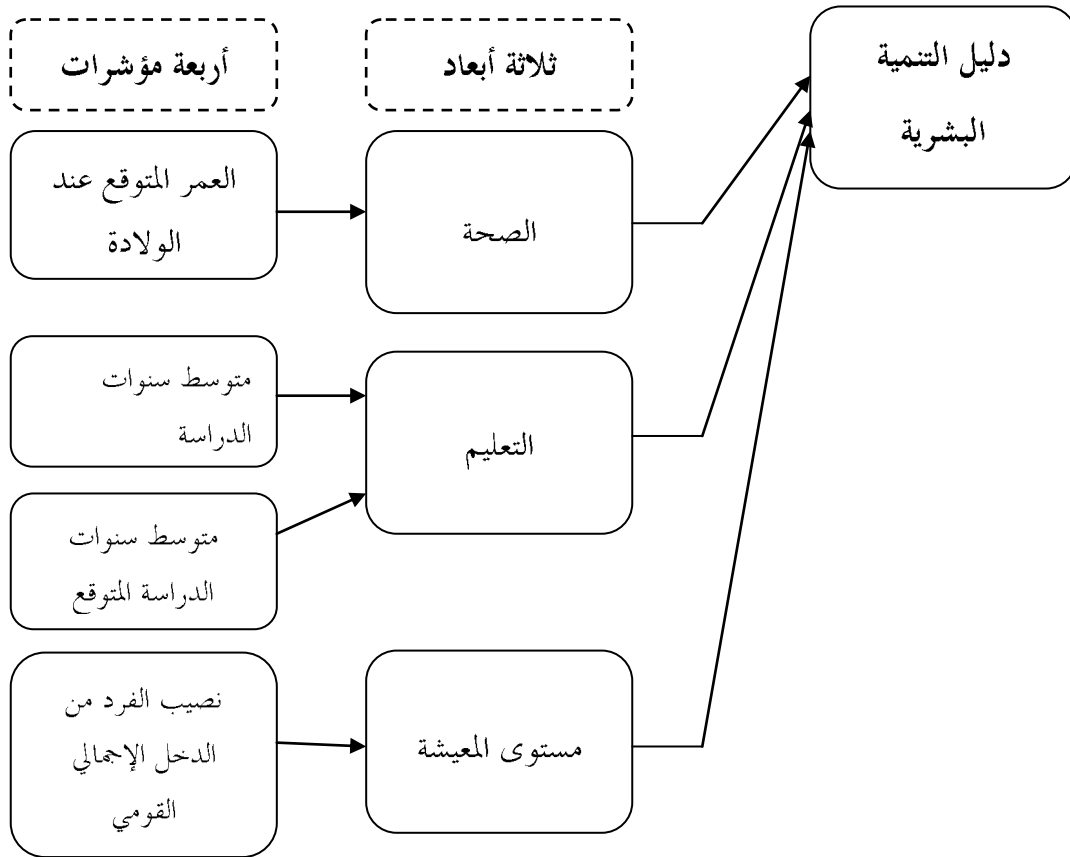 دليل التنمية
البشرية
ثلاثة أبعاد
أربعة مؤشرات
الصحة
العمر المتوقع عند
الولادة
التعليم
متوسط سنوات
الدراسة
متوسط سنوات
الدراسة المتوقع
مستوى المعيشة
نصيب الفرد من
الدخل الإجمالي
القومي